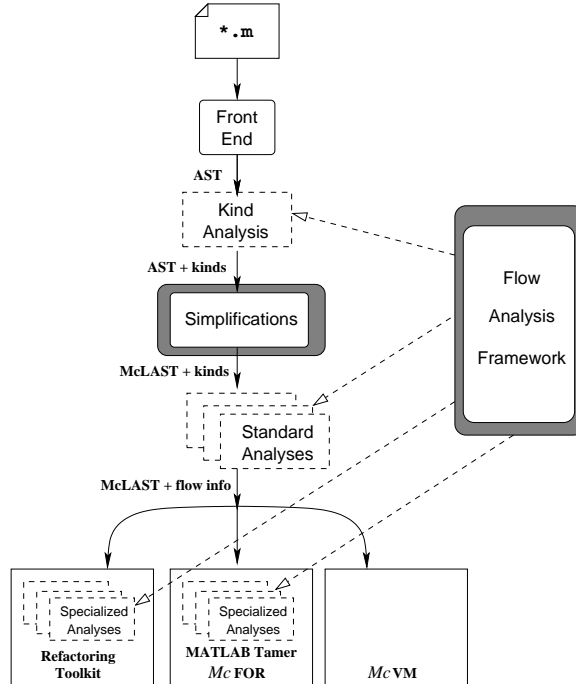 *.m
Front
End
AST
Kind
Analysis
AST + kinds
Simplifications
McLAST + kinds
Standard
Analyses
McLAST + flow info
Flow
Analysis
Framework
Specialized
Analyses
Refactoring
Toolkit
Specialized
Analyses
MATLAB Tamer
Mc FOR
Mc VM